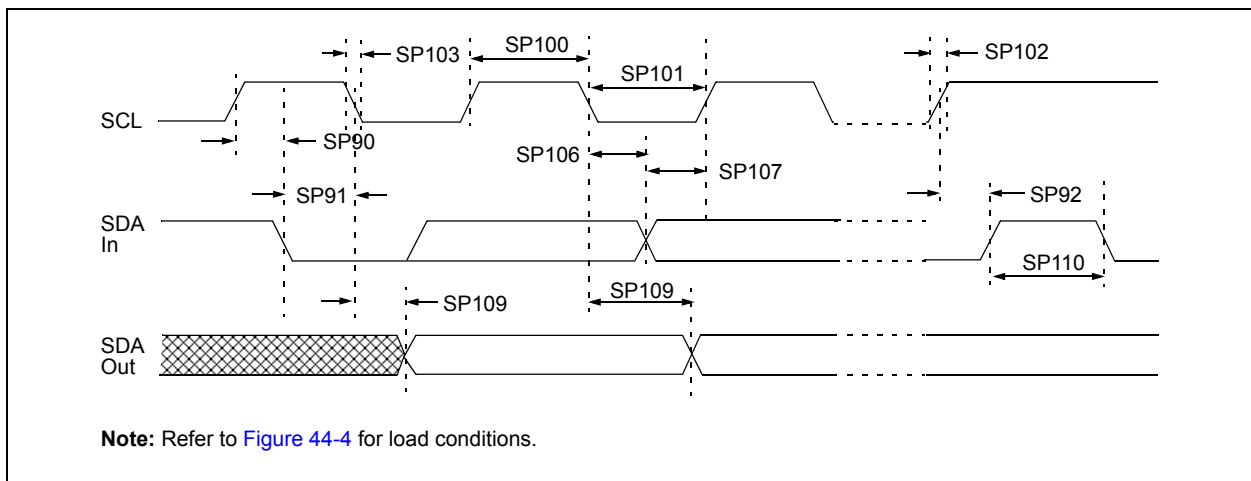 SP103
SP100
SP101
SP102
SCL
SP90
SP106
SP107
SP91
SP92
SDA
In
SP110
SP109
SP109
SDA
Out
Note: Refer to Figure 44-4 for load conditions.